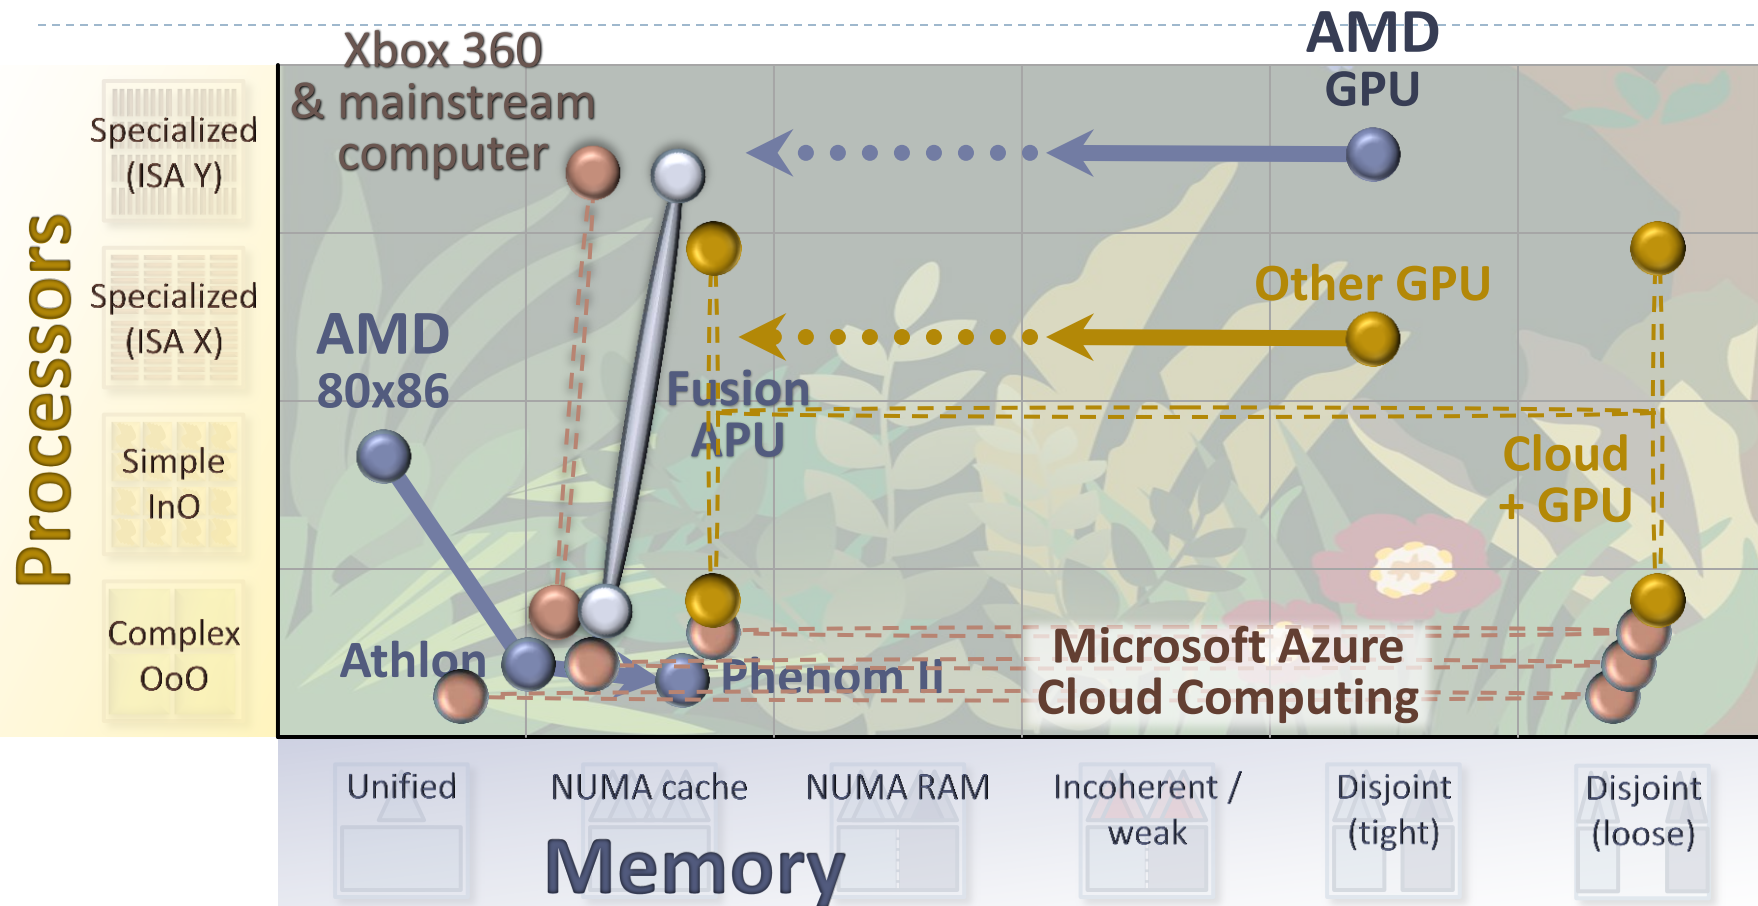 Xbox 360
& mainstream
computer
AMD
GPU
Processors
Specialized
(ISA Y)
Specialized
(ISA X)
Simple
InO
Complex
OoO
AMD
80x86
Other GPU
Fusion
APU
Cloud
+ GPU
Athlon
Phenom Ii
Microsoft Azure
Cloud Computing
Unified
NUMA cache
NUMA RAM
Incoherent /
weak
Disjoint
(tight)
Disjoint
(loose)
Memory